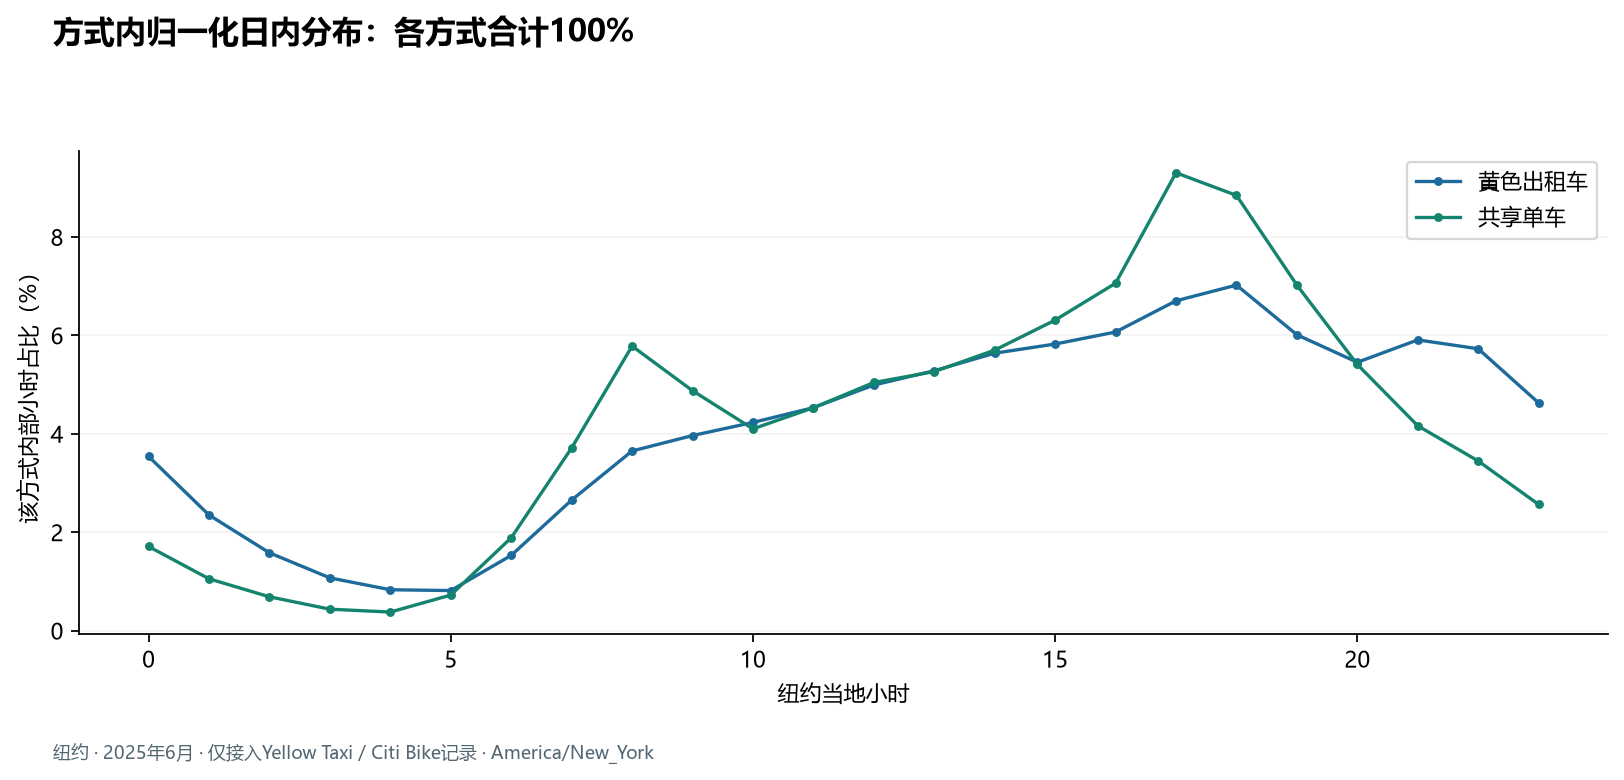 方式内归一化日内分布：各方式合计100%
黄色出租车
共享单车
该方式内部小时占比（%）
8
6
4
2
0
0 5 10 15 20
纽约当地小时
纽约 · 2025年6月 · 仅接入Yellow Taxi / Citi Bike记录 · America/New_York